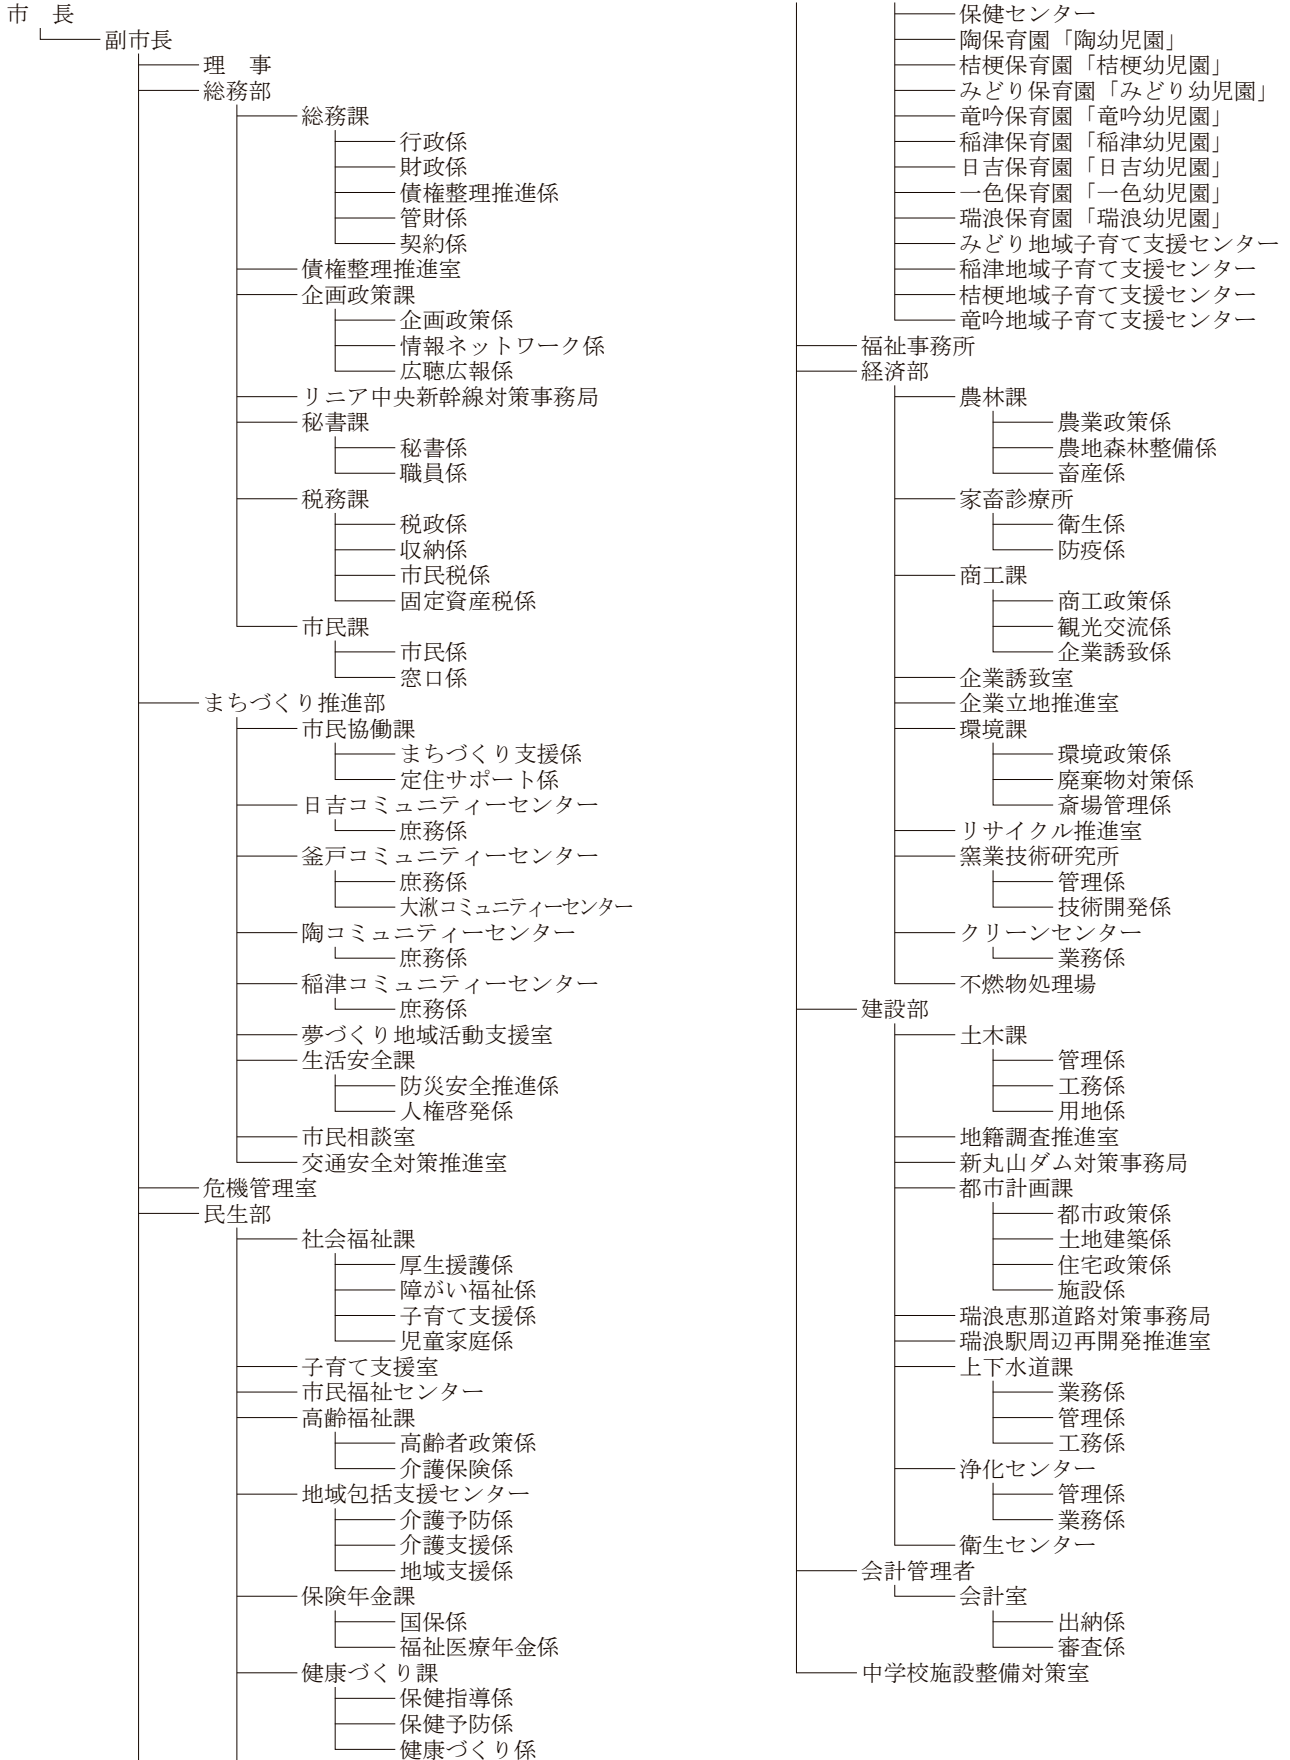 市　長
副市長
理　事
総務部
総務課
行政係
財政係
債権整理推進係
管財係
契約係
債権整理推進室
企画政策課
企画政策係
情報ネットワーク係
広聴広報係
リニア中央新幹線対策事務局
秘書課
秘書係
職員係
税務課
税政係
収納係
市民税係
固定資産税係
市民課
市民係
窓口係
まちづくり推進部
市民協働課
まちづくり支援係
定住サポート係
日吉コミュニティーセンター
庶務係
釜戸コミュニティーセンター
庶務係
大湫コミュニティーセンター
陶コミュニティーセンター
庶務係
稲津コミュニティーセンター
庶務係
夢づくり地域活動支援室
生活安全課
防災安全推進係
人権啓発係
市民相談室
交通安全対策推進室
危機管理室
民生部
社会福祉課
厚生援護係
障がい福祉係
子育て支援係
児童家庭係
子育て支援室
市民福祉センター
高齢福祉課
高齢者政策係
介護保険係
地域包括支援センター
介護予防係
介護支援係
地域支援係
保険年金課
国保係
福祉医療年金係
健康づくり課
保健指導係
保健予防係
健康づくり係
保健センター
陶保育園「陶幼児園」
桔梗保育園「桔梗幼児園」
みどり保育園「みどり幼児園」
竜吟保育園「竜吟幼児園」
稲津保育園「稲津幼児園」
日吉保育園「日吉幼児園」
一色保育園「一色幼児園」
瑞浪保育園「瑞浪幼児園」
みどり地域子育て支援センター
稲津地域子育て支援センター
桔梗地域子育て支援センター
竜吟地域子育て支援センター
福祉事務所
経済部
農林課
農業政策係
農地森林整備係
畜産係
家畜診療所
衛生係
防疫係
商工課
商工政策係
観光交流係
企業誘致係
企業誘致室
企業立地推進室
環境課
環境政策係
廃棄物対策係
斎場管理係
リサイクル推進室
窯業技術研究所
管理係
技術開発係
クリーンセンター
業務係
不燃物処理場
建設部
土木課
管理係
工務係
用地係
地籍調査推進室
新丸山ダム対策事務局
都市計画課
都市政策係
土地建築係
住宅政策係
施設係
瑞浪恵那道路対策事務局
瑞浪駅周辺再開発推進室
上下水道課
業務係
管理係
工務係
浄化センター
管理係
業務係
衛生センター
会計管理者
会計室
出納係
審査係
中学校施設整備対策室